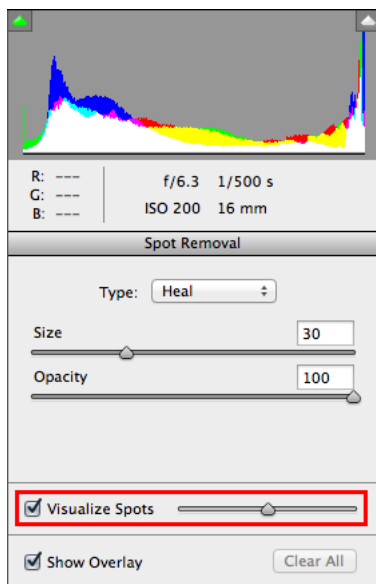 R: --- f/6.3 1/500 s
G: ---
B: --- ISO 200 16 mm
Spot Removal
Type: Heal
Size 30
Opacity 100
Visualize Spots
Show Overlay Clear All